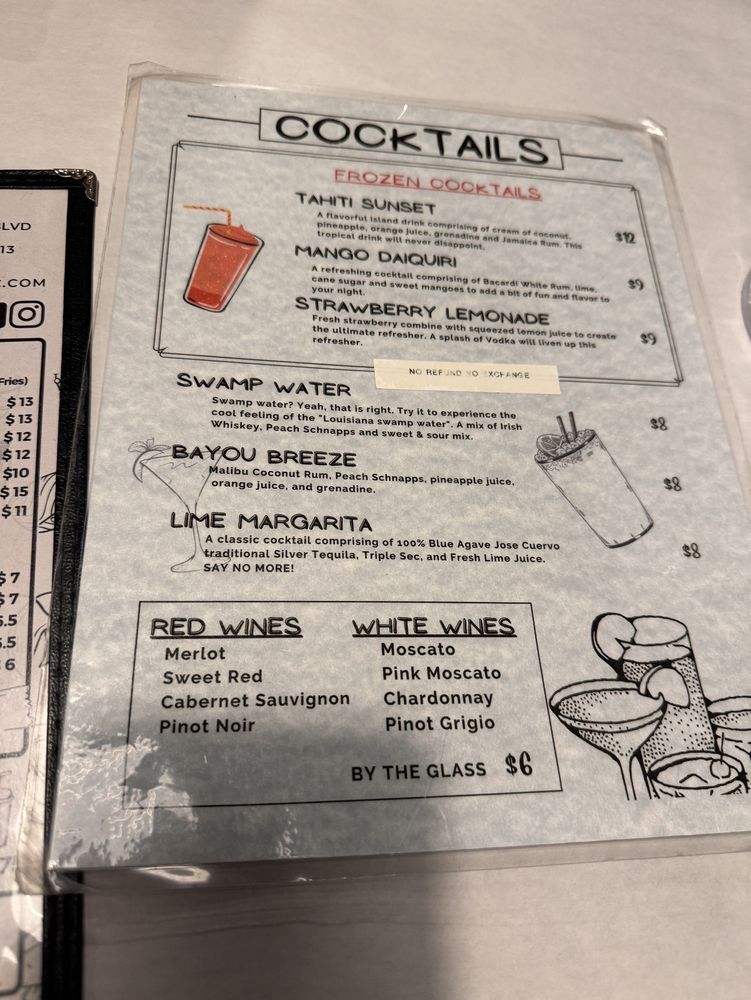 COCKTAILS
FROZEN COCKTAILS
TAHITI SUNSET
A flavorful island drink comprising of cream of coconut,
pineapple, orange juice, grenadine and Jamaica Rum. This
tropical drink will never disappoint.
$12
MANGO DAIQUIRI
A refreshing cocktail comprising of Bacardi White Rum, lime,
cane sugar and sweet mangoes to add a bit of fun and flavor to
your night.
$9
STRAWBERRY LEMONADE
Fresh strawberry combine with squeezed lemon juice to create
the ultimate refresher. A splash of Vodka will liven up this
refresher.
$9
NO REFUND NO EXCHANGE
SWAMP WATER
Swamp water? Yeah, that is right. Try it to experience the
cool feeling of the "Louisiana swamp water". A mix of Irish
Whiskey, Peach Schnapps and sweet & sour mix.
$8
BAYOU BREEZE
Malibu Coconut Rum, Peach Schnapps, pineapple juice,
orange juice, and grenadine.
$8
LIME MARGARITA
A classic cocktail comprising of 100% Blue Agave Jose Cuervo
traditional Silver Tequila, Triple Sec, and Fresh Lime Juice.
SAY NO MORE!
$8
RED WINES
Merlot
Sweet Red
Cabernet Sauvignon
Pinot Noir
WHITE WINES
Moscato
Pink Moscato
Chardonnay
Pinot Grigio
BY THE GLASS $6
BLVD
13
.COM
Fries)
$ 13
$ 13
$ 12
$ 12
$10
$ 15
$ 11
$ 7
$ 7
6